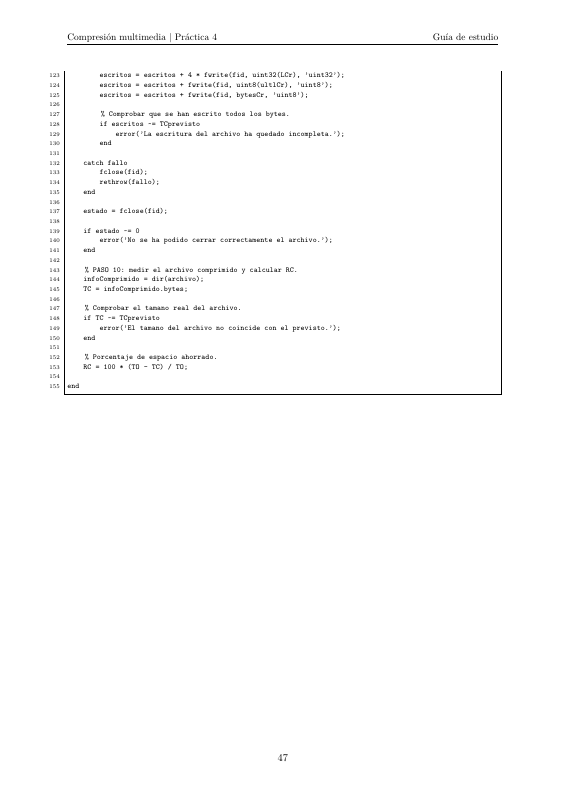 Compresión multimedia | Práctica 4 Guía de estudio
123 escritos = escritos + 4 * fwrite(fid, uint32(LCr), 'uint32');
124 escritos = escritos + fwrite(fid, uint8(ultlCr), 'uint8');
125 escritos = escritos + fwrite(fid, bytesCr, 'uint8');
126
127 % Comprobar que se han escrito todos los bytes.
128 if escritos ~= TCprevisto
129 error('La escritura del archivo ha quedado incompleta.');
130 end
131
132 catch fallo
133 fclose(fid);
134 rethrow(fallo);
135 end
136
137 estado = fclose(fid);
138
139 if estado ~= 0
140 error('No se ha podido cerrar correctamente el archivo.');
141 end
142
143 % PASO 10: medir el archivo comprimido y calcular RC.
144 infoComprimido = dir(archivo);
145 TC = infoComprimido.bytes;
146
147 % Comprobar el tamano real del archivo.
148 if TC ~= TCprevisto
149 error('El tamano del archivo no coincide con el previsto.');
150 end
151
152 % Porcentaje de espacio ahorrado.
153 RC = 100 * (TO - TC) / TO;
154
155 end
47